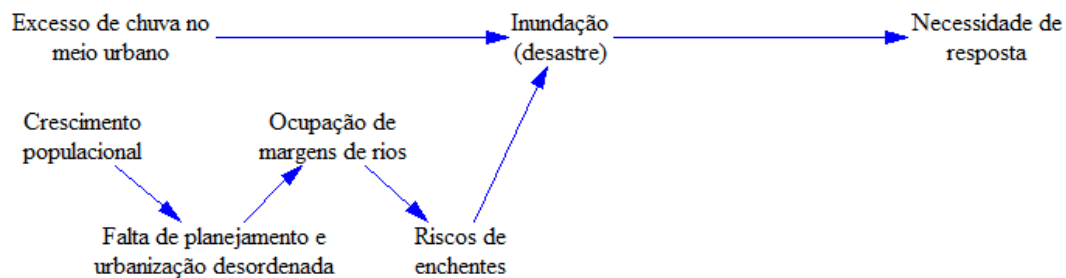 Excesso de chuva no
meio urbano
Inundação
(desastre)
Necessidade de
resposta
Crescimento
populacional
Ocupação de
margens de rios
Falta de planejamento e
urbanização desordenada
Riscos de
enchentes